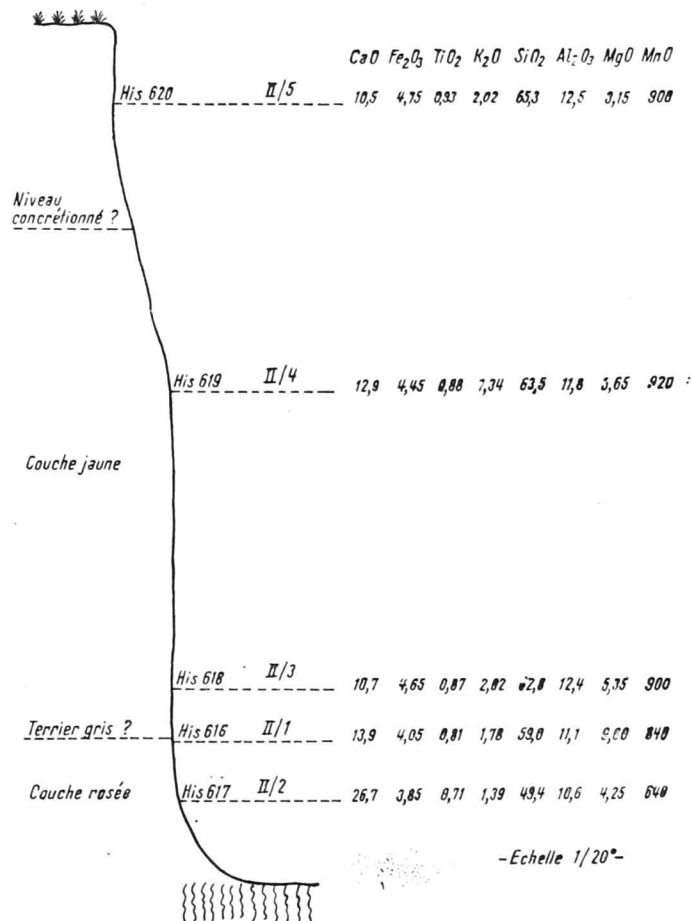 CaO Fe₂O₃ TiO₂ K₂O SiO₂ Al₂O₃ MgO MnO
His 620 II/5 10,5 4,75 0,93 2,02 65,3 12,5 3,15 900
Niveau
concrétionné ?
His 619 II/4 12,9 4,45 0,88 63,5 11,8 3,65 920
Couche jaune
His 618 II/3 10,7 4,65 0,87 2,02 12,4 5,35 900
Terrier gris ? His 616 II/1 13,9 4,05 0,81 1,78 59,0 11,1 840
Couche rosée His 617 II/2 26,7 3,85 0,71 1,39 49,4 10,6 4,25 640
-Echelle 1/20°-